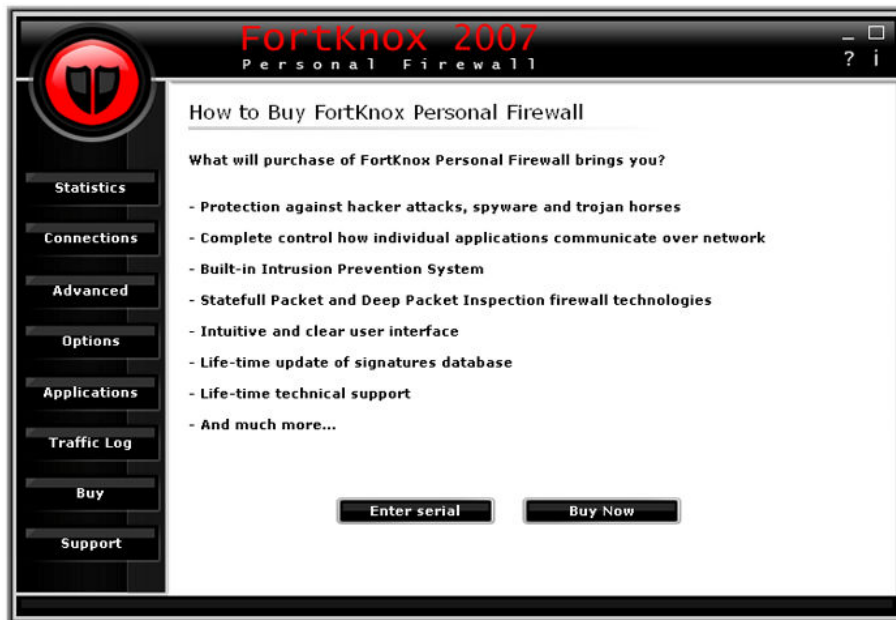 FortKnox 2007
Personal Firewall
? i
How to Buy FortKnox Personal Firewall
What will purchase of FortKnox Personal Firewall brings you?
- Protection against hacker attacks, spyware and trojan horses
- Complete control how individual applications communicate over network
- Built-in Intrusion Prevention System
- Statefull Packet and Deep Packet Inspection firewall technologies
- Intuitive and clear user interface
- Life-time update of signatures database
- Life-time technical support
- And much more...
Enter serial
Buy Now
Statistics
Connections
Advanced
Options
Applications
Traffic Log
Buy
Support